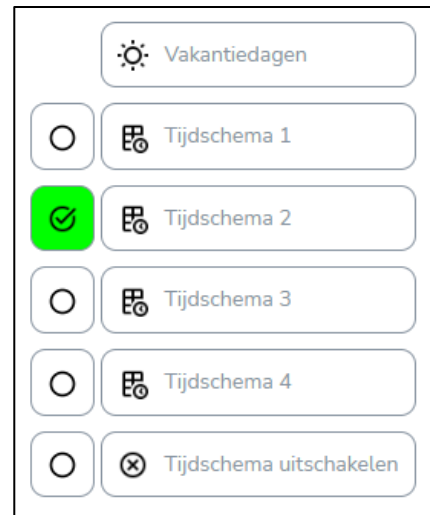 Vakantiedagen
Tijdschema 1
Tijdschema 2
Tijdschema 3
Tijdschema 4
Tijdschema uitschakelen